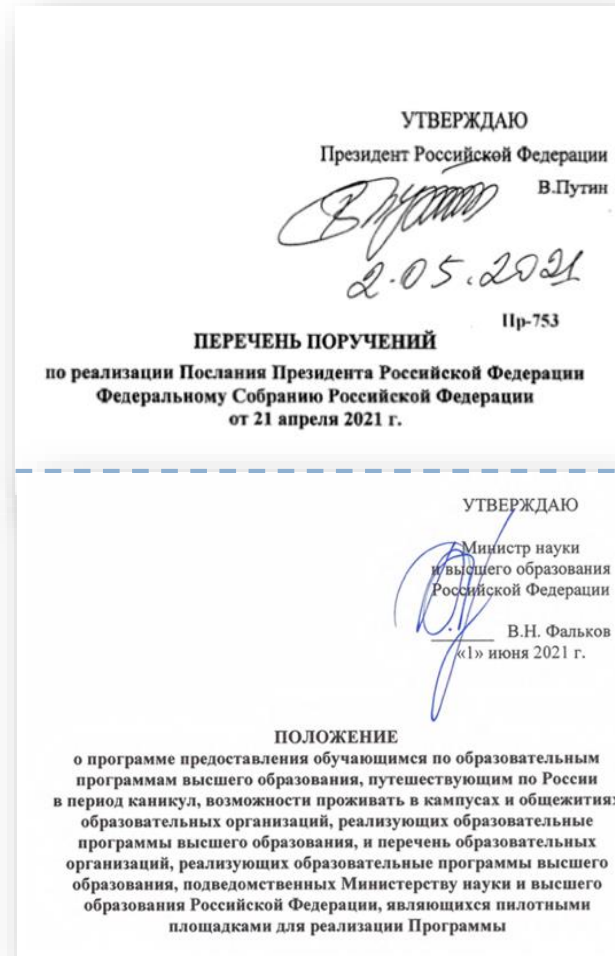 УТВЕРЖДАЮ
Президент Российской Федерации
В.Путин
2.05.2021
Пр-753
ПЕРЕЧЕНЬ ПОРУЧЕНИЙ
по реализации Послания Президента Российской Федерации
Федеральному Собранию Российской Федерации
от 21 апреля 2021 г.
УТВЕРЖДАЮ
Министр науки
и высшего образования
Российской Федерации
В.Н. Фальков
«1» июня 2021 г.
ПОЛОЖЕНИЕ
о программе предоставления обучающимся по образовательным
программам высшего образования, путешествующим по России
в период каникул, возможности проживать в кампусах и общежитиях
образовательных организаций, реализующих образовательные
программы высшего образования, и перечень образовательных
организаций, реализующих образовательные программы высшего
образования, подведомственных Министерству науки и высшего
образования Российской Федерации, являющихся пилотными
площадками для реализации Программы